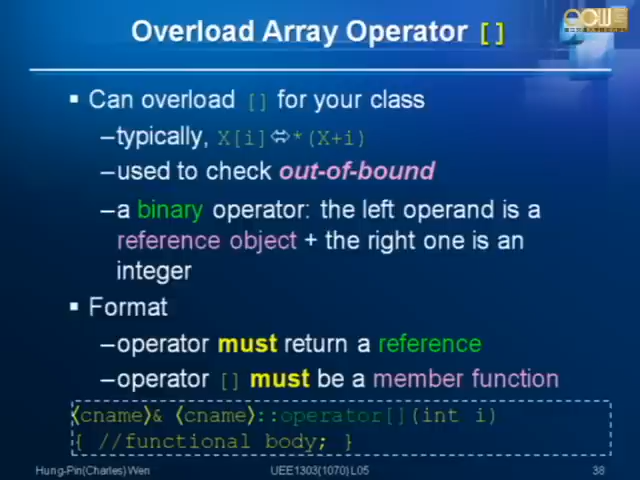 Overload Array Operator []
▪ Can overload [] for your class
–typically, X[i]⇔*(X+i)
–used to check out-of-bound
–a binary operator: the left operand is a
reference object + the right one is an
integer
▪ Format
–operator must return a reference
–operator [] must be a member function
⟨cname⟩& ⟨cname⟩::operator[](int i)
{ //functional body; }
Hung-Pin(Charles) Wen UEE1303(1070) L05 38